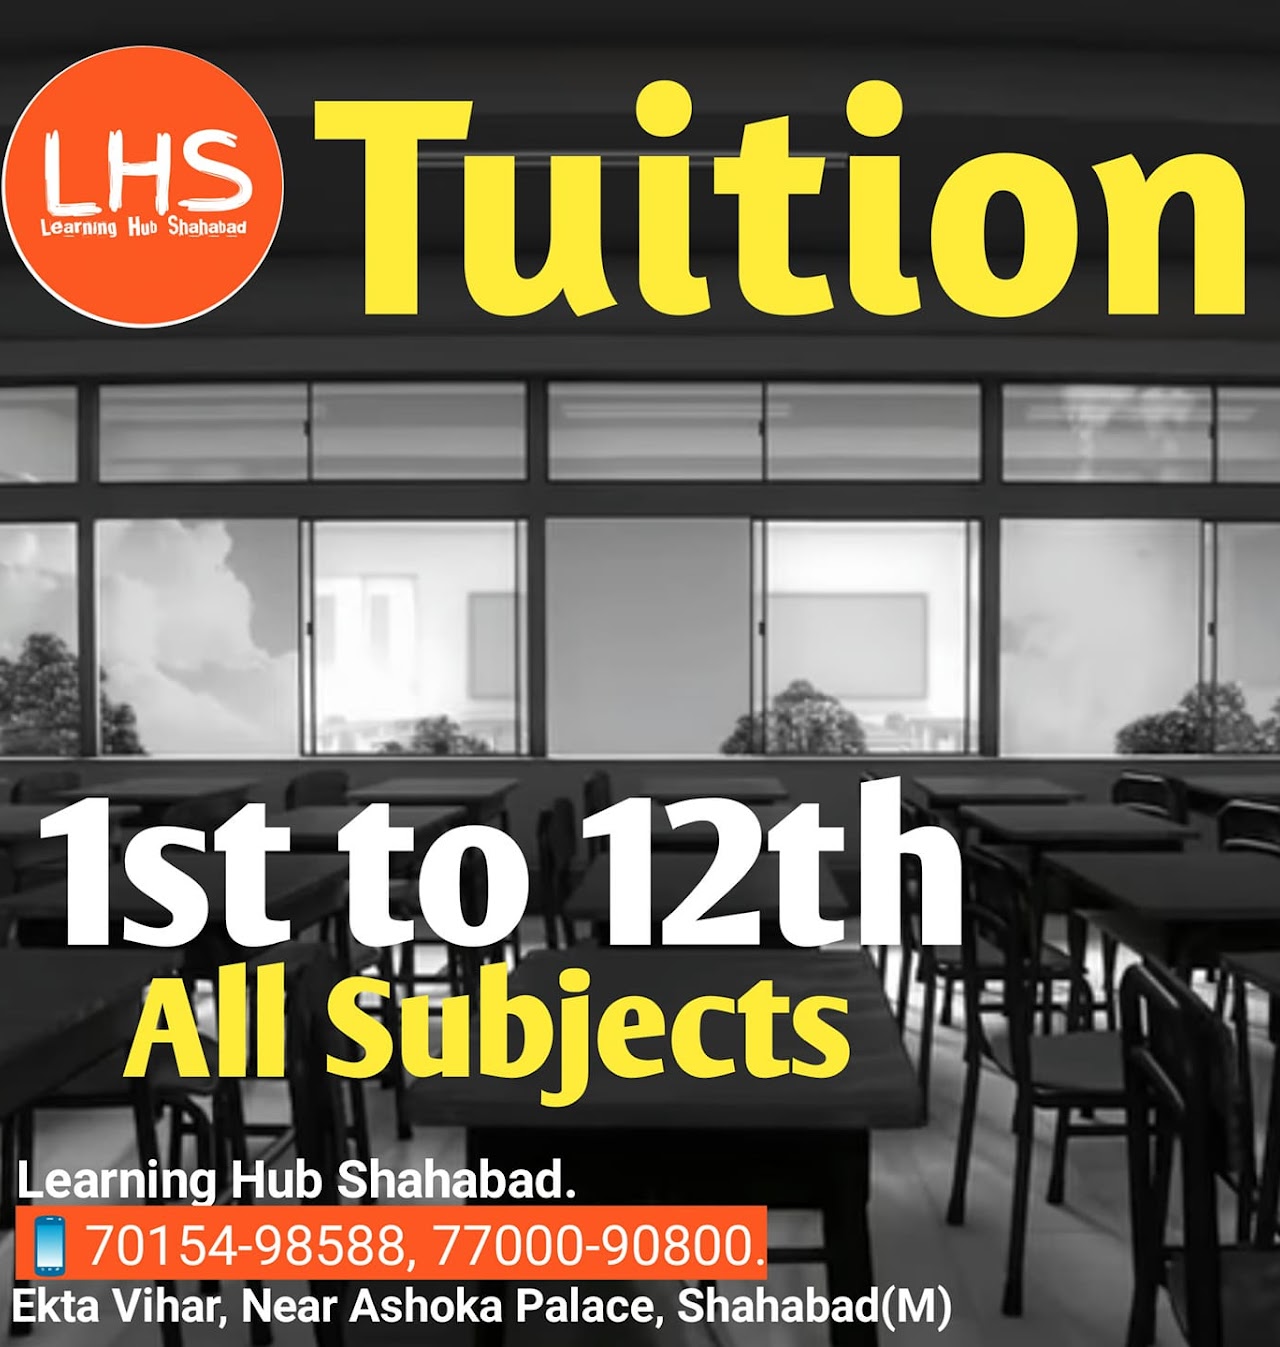 LHS
Learning Hub Shahabad
Tuition
1st to 12th
All Subjects
Learning Hub Shahabad.
70154-98588, 77000-90800.
Ekta Vihar, Near Ashoka Palace, Shahabad(M)